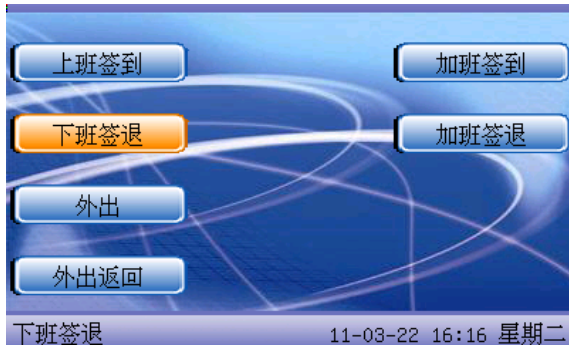 上班签到
加班签到
下班签退
加班签退
外出
外出返回
下班签退 11-03-22 16:16 星期二